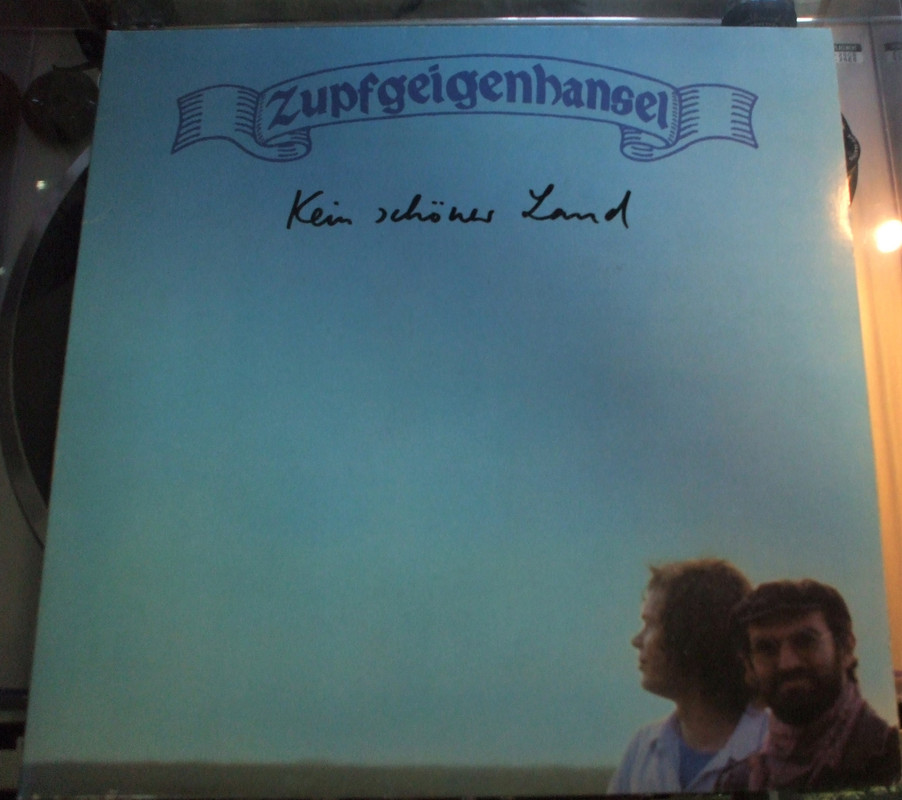 Zupfgeigenhansel
Kein schöner Land